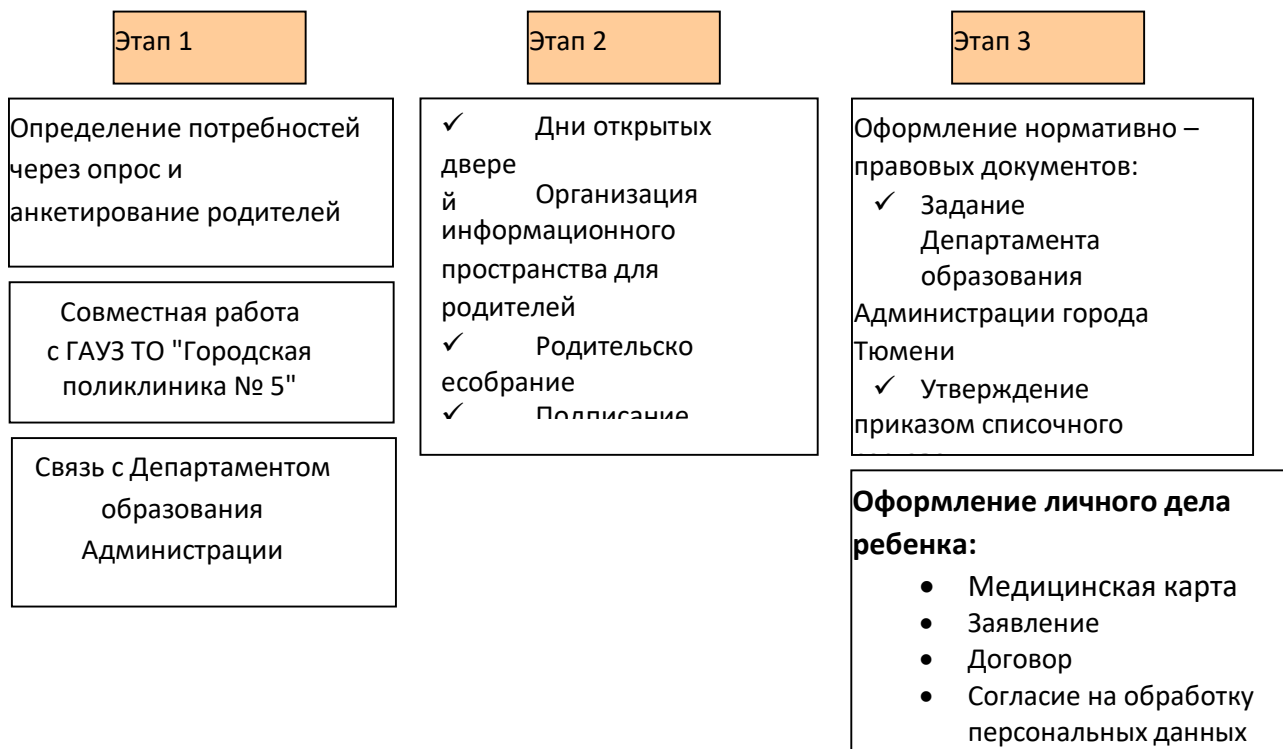 Этап 1
Определение потребностей
через опрос и
анкетирование родителей
Совместная работа
с ГАУЗ ТО "Городская
поликлиника № 5"
Связь с Департаментом
образования
Администрации
Этап 2
✓ Дни открытых
двере
й Организация
информационного
пространства для
родителей
✓ Родительско
есобрание
✓ Подписание
Этап 3
Оформление нормативно –
правовых документов:
✓ Задание
Департамента
образования
Администрации города
Тюмени
✓ Утверждение
приказом списочного
Оформление личного дела
ребенка:
• Медицинская карта
• Заявление
• Договор
• Согласие на обработку
персональных данных